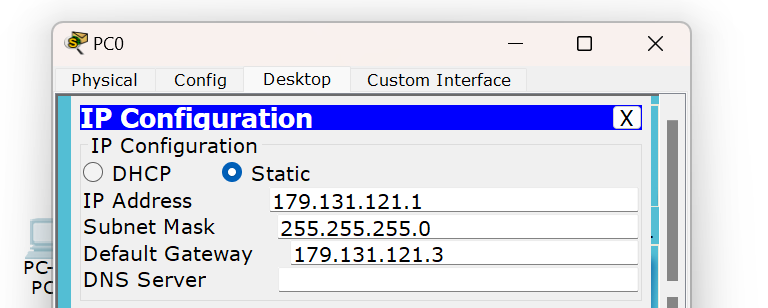 PC0
Physical Config Desktop Custom Interface
IP Configuration X
IP Configuration
DHCP Static
IP Address 179.131.121.1
Subnet Mask 255.255.255.0
Default Gateway 179.131.121.3
DNS Server
PC-
PC